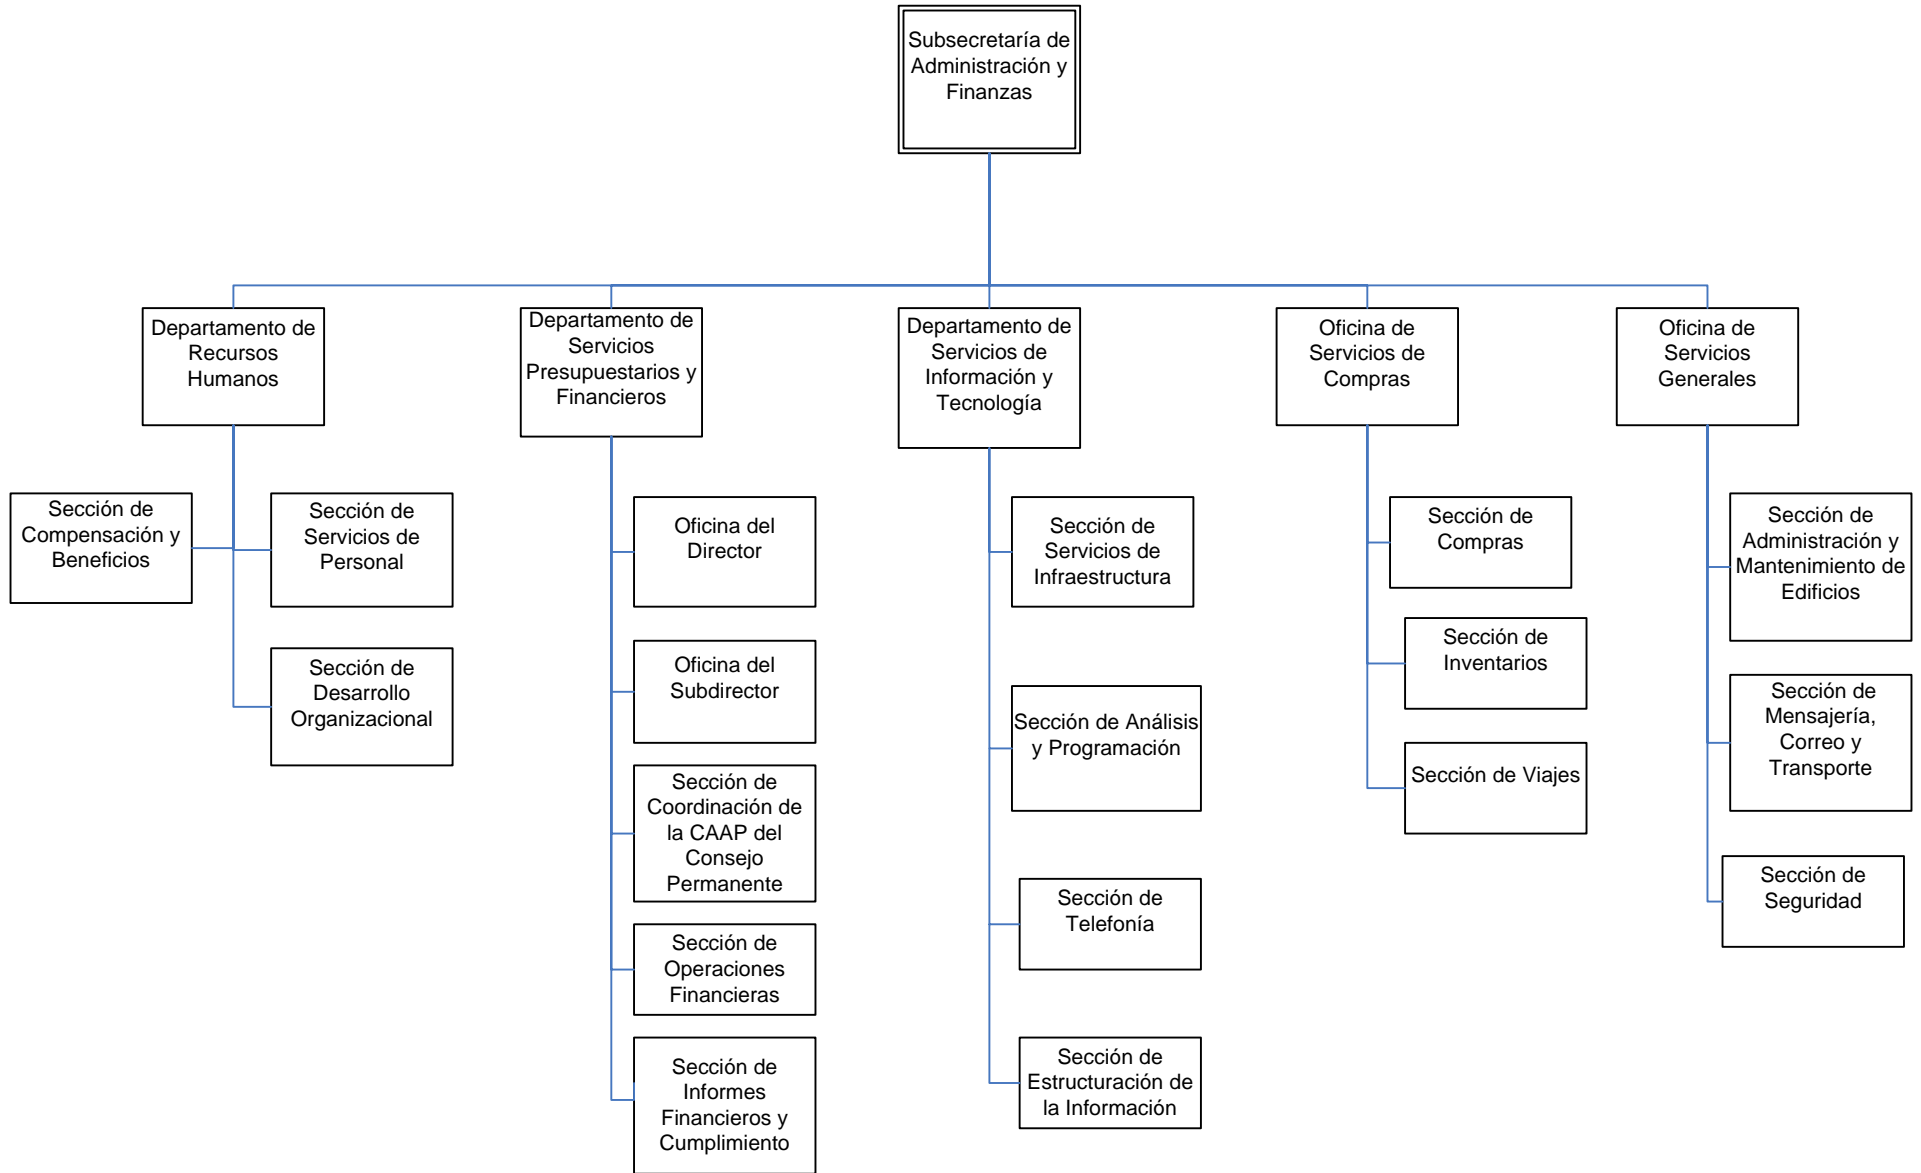 Subsecretaría de
Administración y
Finanzas
Departamento de
Recursos
Humanos
Departamento de
Servicios
Presupuestarios y
Financieros
Departamento de
Servicios de
Información y
Tecnología
Oficina de
Servicios de
Compras
Oficina de
Servicios
Generales
Sección de
Compensación y
Beneficios
Sección de
Servicios de
Personal
Sección de
Desarrollo
Organizacional
Oficina del
Director
Oficina del
Subdirector
Sección de
Coordinación de
la CAAP del
Consejo
Permanente
Sección de
Operaciones
Financieras
Sección de
Informes
Financieros y
Cumplimiento
Sección de
Servicios de
Infraestructura
Sección de Análisis
y Programación
Sección de
Telefonía
Sección de
Estructuración de
la Información
Sección de
Compras
Sección de
Inventarios
Sección de Viajes
Sección de
Administración y
Mantenimiento de
Edificios
Sección de
Mensajería,
Correo y
Transporte
Sección de
Seguridad